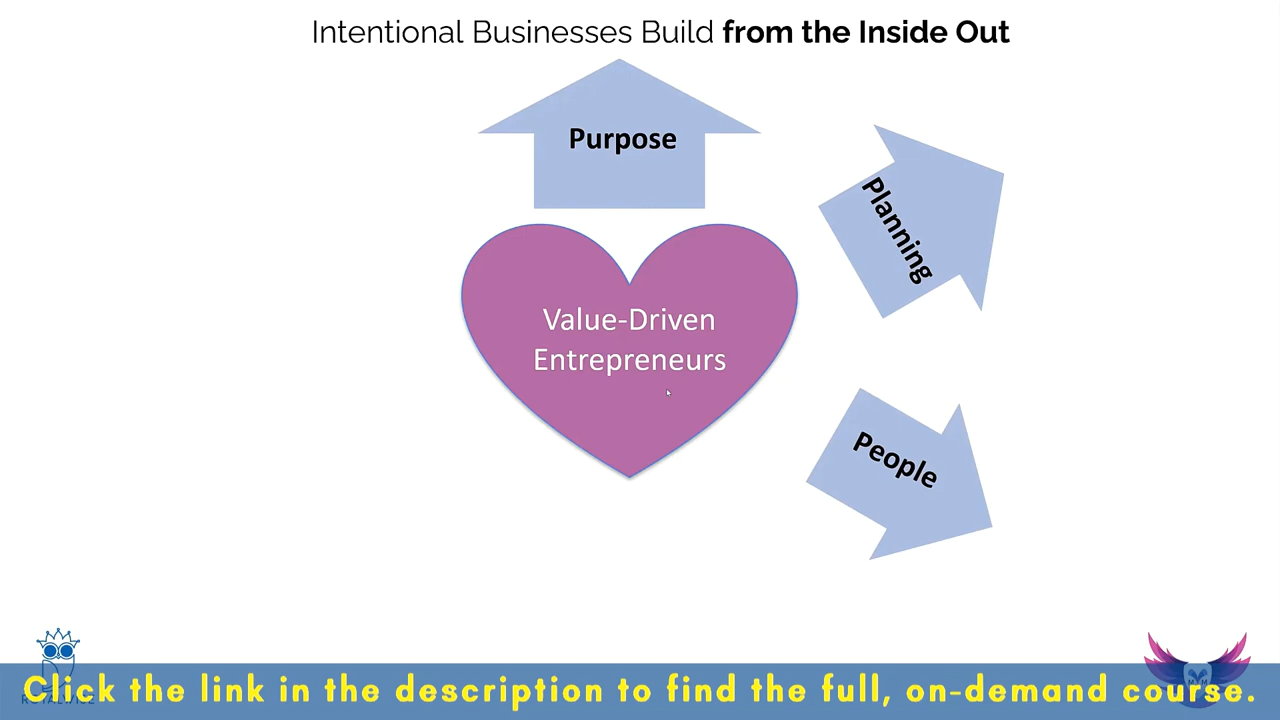 Intentional Businesses Build from the Inside Out
Purpose
Planning
Value-Driven
Entrepreneurs
People
Click the link in the description to find the full, on-demand course.